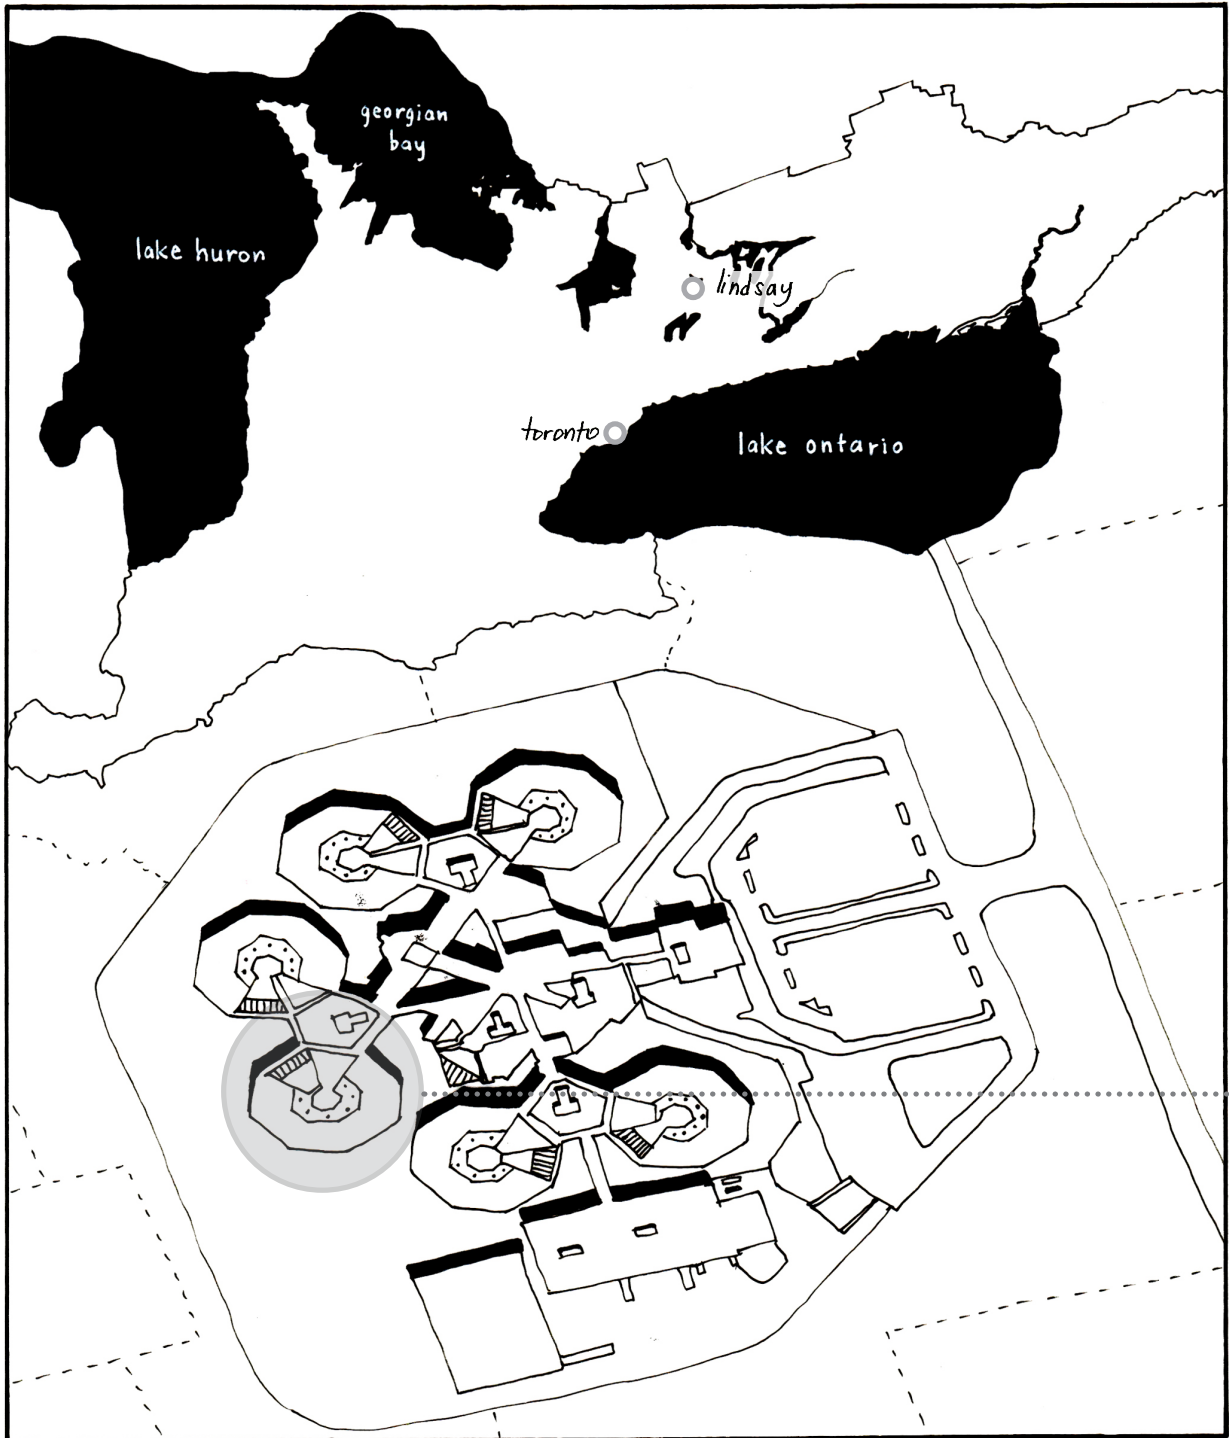 georgian
bay
lake huron
lindsay
toronto
lake ontario